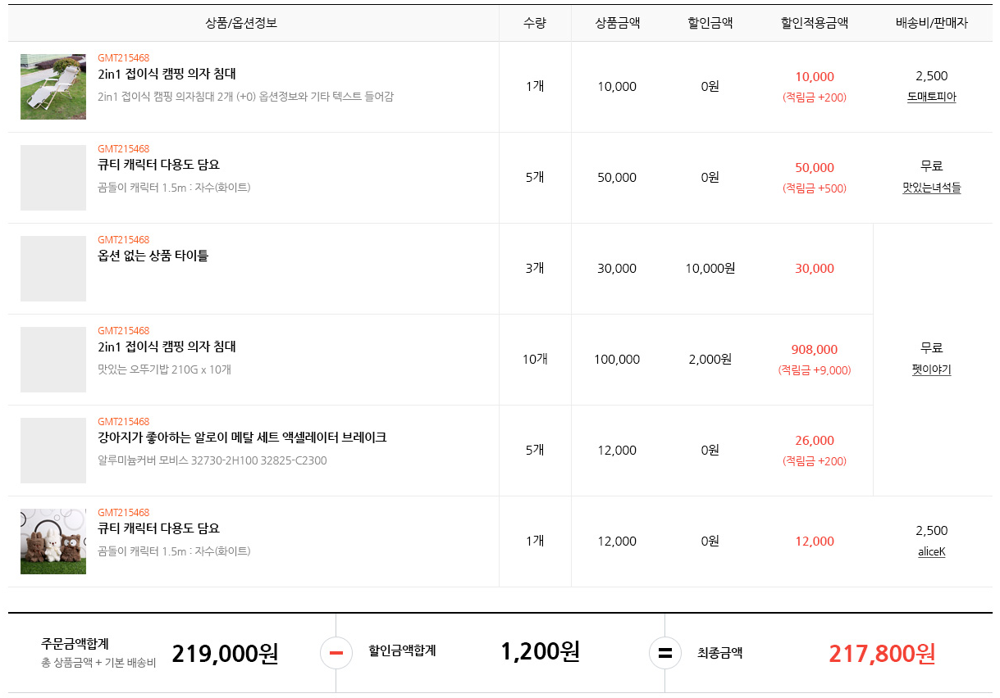 상품/옵션정보 수량 상품금액 할인금액 할인적용금액 배송비/판매자
GMT215468
2in1 접이식 캠핑 의자 침대
2in1 접이식 캠핑 의자침대 2개 (+0) 옵션정보와 기타 텍스트 들어감
1개 10,000 0원
10,000
(적림금 +200)
2,500
도매토피아
GMT215468
큐티 캐릭터 다용도 담요
곰돌이 캐릭터 1.5m : 자수(화이트)
5개 50,000 0원
50,000
(적림금 +500)
무료
맛있는녀석들
GMT215468
옵션 없는 상품 타이틀
3개 30,000 10,000원 30,000
GMT215468
2in1 접이식 캠핑 의자 침대
맛있는 오뚜기밥 210G x 10개
10개 100,000 2,000원
908,000
(적림금 +9,000)
무료
펫이야기
GMT215468
강아지가 좋아하는 알로이 메탈 세트 액셀레이터 브레이크
알루미늄커버 모비스 32730-2H100 32825-C2300
5개 12,000 0원
26,000
(적림금 +200)
GMT215468
큐티 캐릭터 다용도 담요
곰돌이 캐릭터 1.5m : 자수(화이트)
1개 12,000 0원 12,000
2,500
aliceK
주문금액합계
총 상품금액 + 기본 배송비
219,000원
할인금액합계 1,200원
최종금액 217,800원